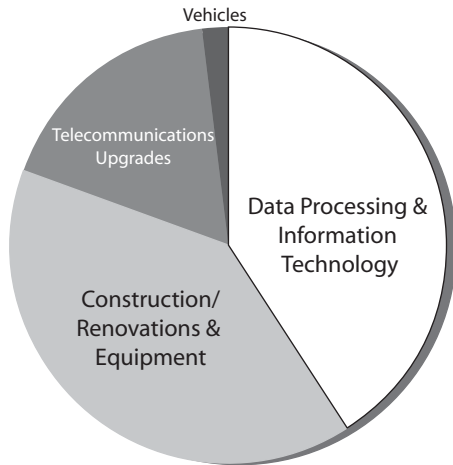 Vehicles
Telecommunications
Upgrades
Data Processing &
Information
Technology
Construction/
Renovations &
Equipment